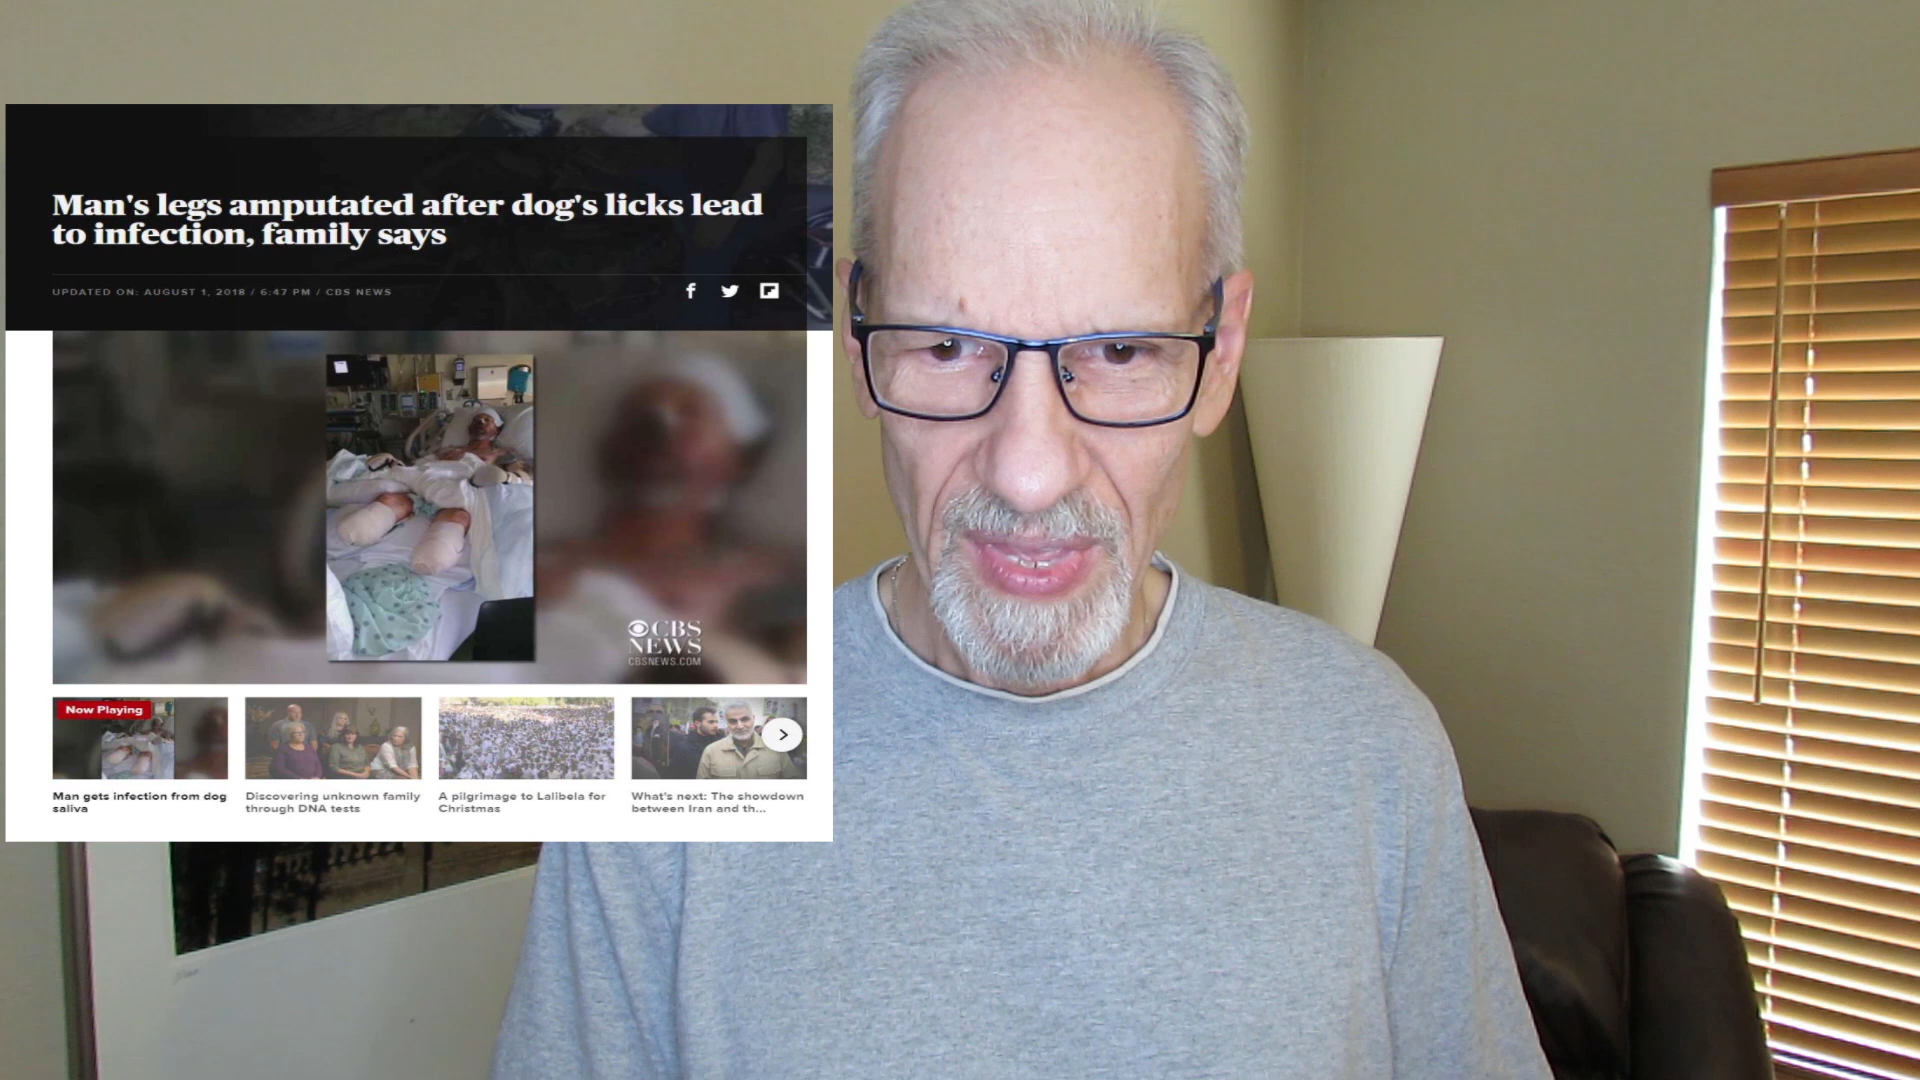 Man's legs amputated after dog's licks lead
to infection, family says
UPDATED ON: AUGUST 1, 2018 / 6:47 PM / CBS NEWS
CBS
NEWS
CBSNEWS.COM
Now Playing
Man gets infection from dog
saliva
Discovering unknown family
through DNA tests
A pilgrimage to Lalibela for
Christmas
What's next: The showdown
between Iran and th...